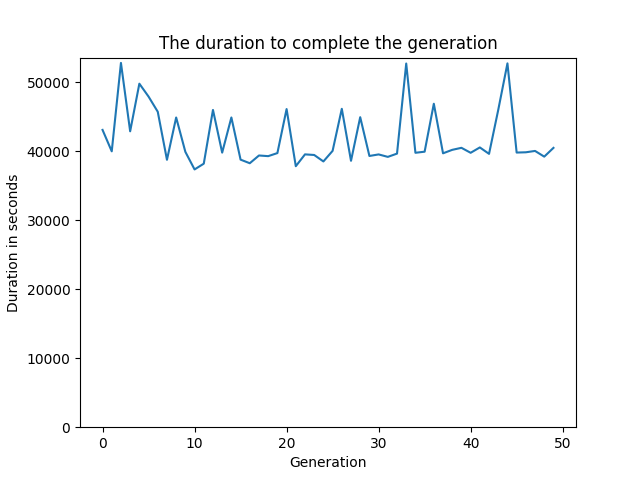 The duration to complete the generation
Duration in seconds
50000
40000
30000
20000
10000
0
0 10 20 30 40 50
Generation